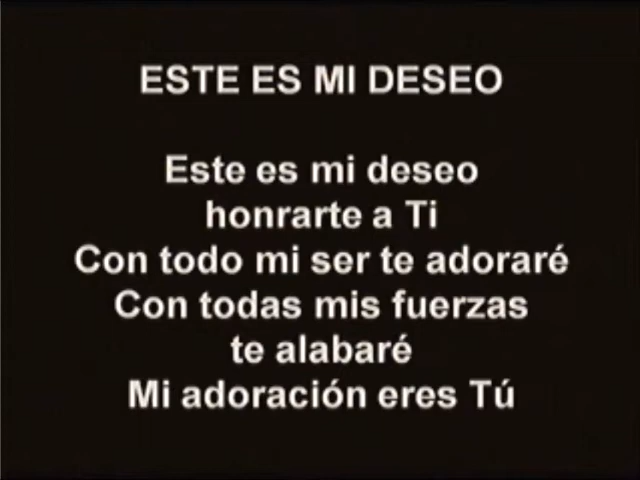 ESTE ES MI DESEO
Este es mi deseo
honrarte a Ti
Con todo mi ser te adoraré
Con todas mis fuerzas
te alabaré
Mi adoración eres Tú